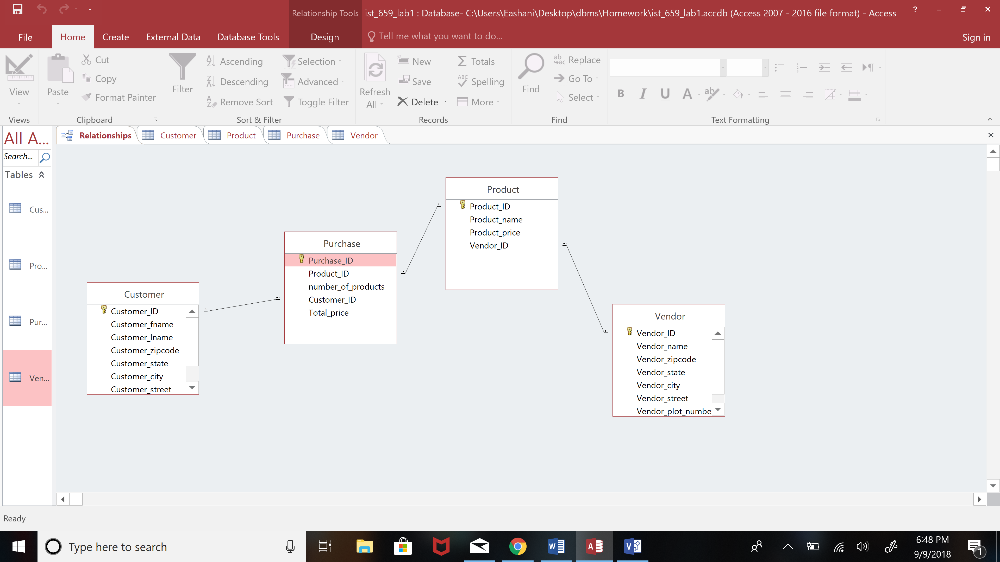 Relationship Tools
ist_659_lab1 : Database- C:\Users\Eashani\Desktop\dbms\Homework\ist_659_lab1.accdb (Access 2007 - 2016 file format) - Access
?
File
Home
Create
External Data
Database Tools
Design
Tell me what you want to do...
Sign in
View
Paste
Cut
Copy
Format Painter
Filter
Ascending
Descending
Remove Sort
Selection
Advanced
Toggle Filter
Refresh
All
New
Save
Delete
Totals
Spelling
More
Find
Replace
Go To
Select
B I U A
Views
Clipboard
Sort & Filter
Records
Find
Text Formatting
All A...
Search...
Tables
Cus...
Pro...
Pur...
Ven...
Relationships
Customer
Product
Purchase
Vendor
Customer
Customer_ID
Customer_fname
Customer_lname
Customer_zipcode
Customer_state
Customer_city
Customer_street
1
∞
Purchase
Purchase_ID
Product_ID
number_of_products
Customer_ID
Total_price
∞
1
Product
Product_ID
Product_name
Product_price
Vendor_ID
∞
1
Vendor
Vendor_ID
Vendor_name
Vendor_zipcode
Vendor_state
Vendor_city
Vendor_street
Vendor_plot_numbe
Ready
Type here to search
6:48 PM
9/9/2018
1